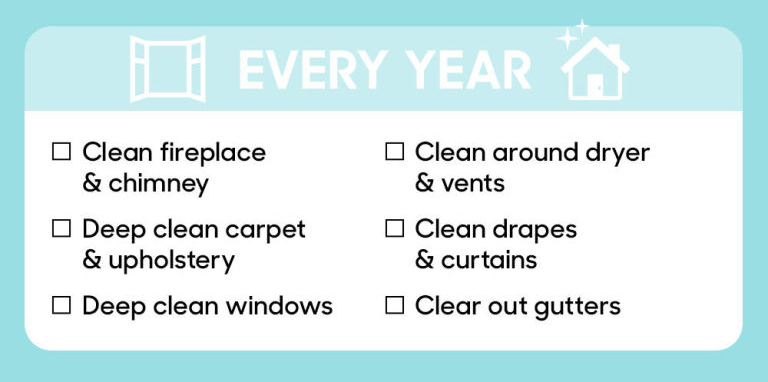 EVERY YEAR
Clean fireplace
& chimney
Deep clean carpet
& upholstery
Deep clean windows
Clean around dryer
& vents
Clean drapes
& curtains
Clear out gutters